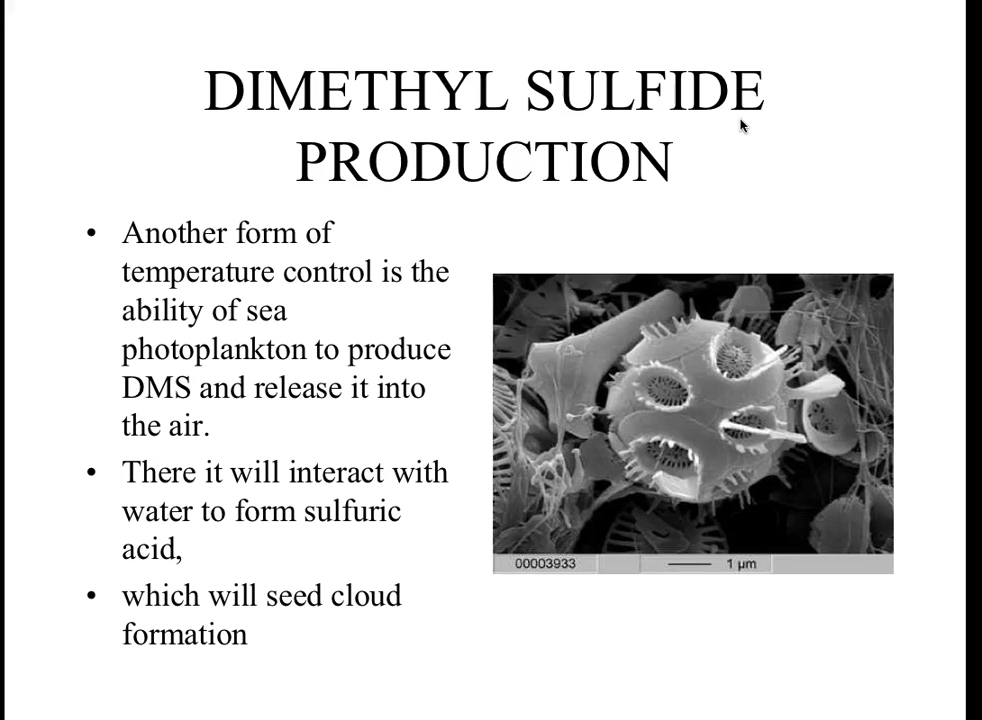 DIMETHYL SULFIDE
PRODUCTION
• Another form of
temperature control is the
ability of sea
photoplankton to produce
DMS and release it into
the air.
• There it will interact with
water to form sulfuric
acid,
• which will seed cloud
formation
00003933 1 µm